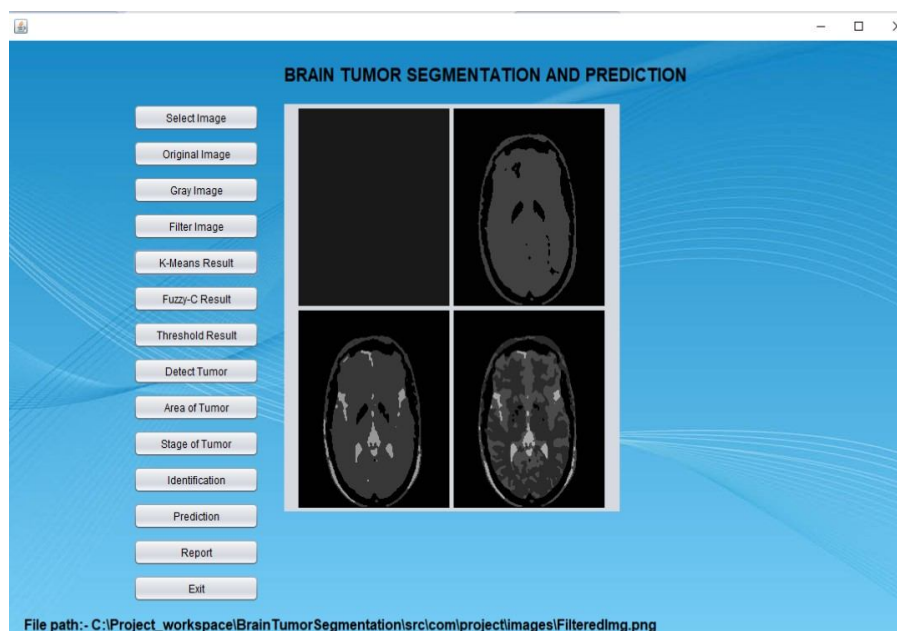 BRAIN TUMOR SEGMENTATION AND PREDICTION
Select Image
Original Image
Gray Image
Filter Image
K-Means Result
Fuzzy-C Result
Threshold Result
Detect Tumor
Area of Tumor
Stage of Tumor
Identification
Prediction
Report
Exit
File path:- C:\Project_workspace\BrainTumorSegmentation\src\com\project\images\FilteredImg.png